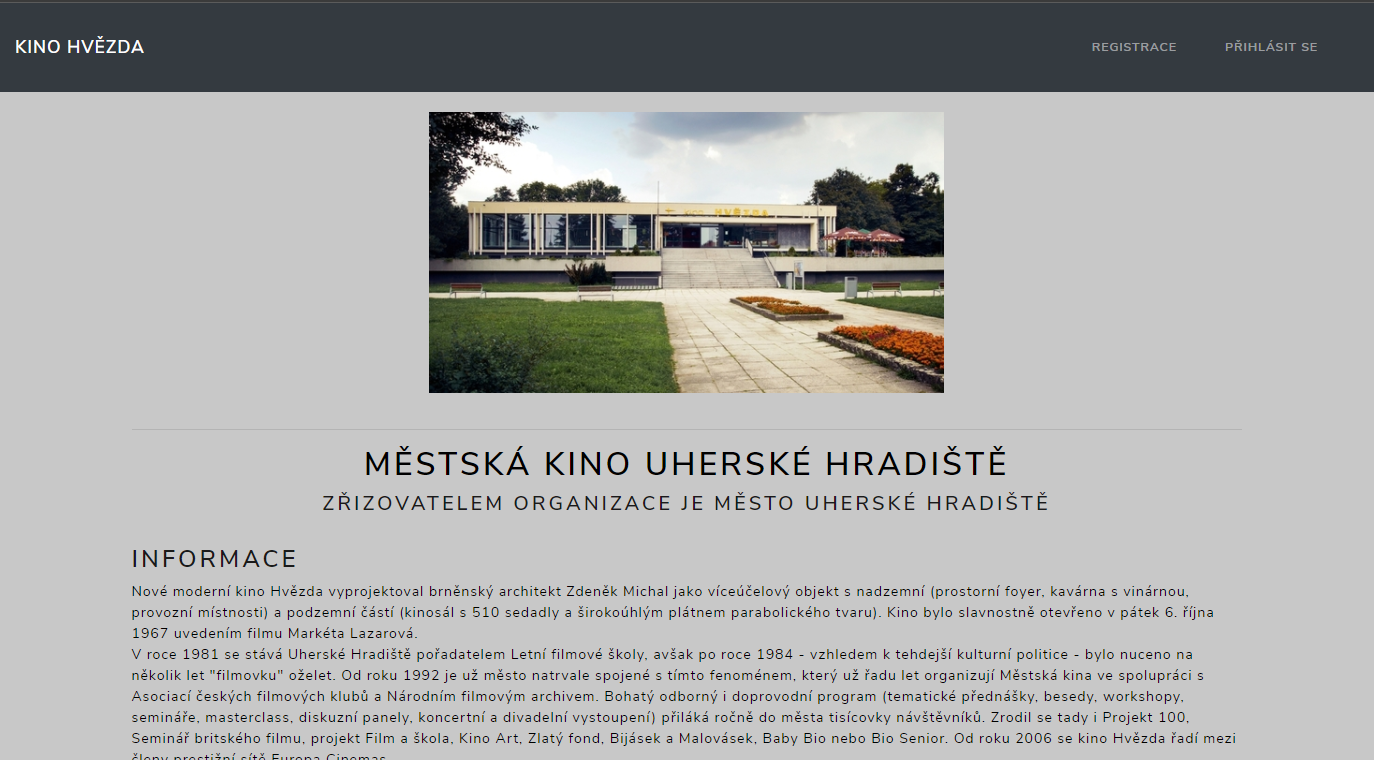 KINO HVĚZDA
REGISTRACE
PŘIHLÁSIT SE
HVĚZDA
MĚSTSKÁ KINO UHERSKÉ HRADIŠTĚ
ZŘIZOVATELEM ORGANIZACE JE MĚSTO UHERSKÉ HRADIŠTĚ
INFORMACE
Nové moderní kino Hvězda vyprojektoval brněnský architekt Zdeněk Michal jako víceúčelový objekt s nadzemní (prostorní foyer, kavárna s vinárnou,
provozní místnosti) a podzemní částí (kinosál s 510 sedadly a širokoúhlým plátnem parabolického tvaru). Kino bylo slavnostně otevřeno v pátek 6. října
1967 uvedením filmu Markéta Lazarová.
V roce 1981 se stává Uherské Hradiště pořadatelem Letní filmové školy, avšak po roce 1984 - vzhledem k tehdejší kulturní politice - bylo nuceno na
několik let "filmovku" oželet. Od roku 1992 je už město natrvale spojené s tímto fenoménem, který už řadu let organizují Městská kina ve spolupráci s
Asociací českých filmových klubů a Národním filmovým archivem. Bohatý odborný i doprovodní program (tematické přednášky, besedy, workshopy,
semináře, masterclass, diskuzní panely, koncertní a divadelní vystoupení) přiláká ročně do města tisícovky návštěvníků. Zrodil se tady i Projekt 100,
Seminář britského filmu, projekt Film a škola, Kino Art, Zlatý fond, Bijásek a Malovásek, Baby Bio nebo Bio Senior. Od roku 2006 se kino Hvězda řadí mezi
členy prestižní sítě Europa Cinemas.